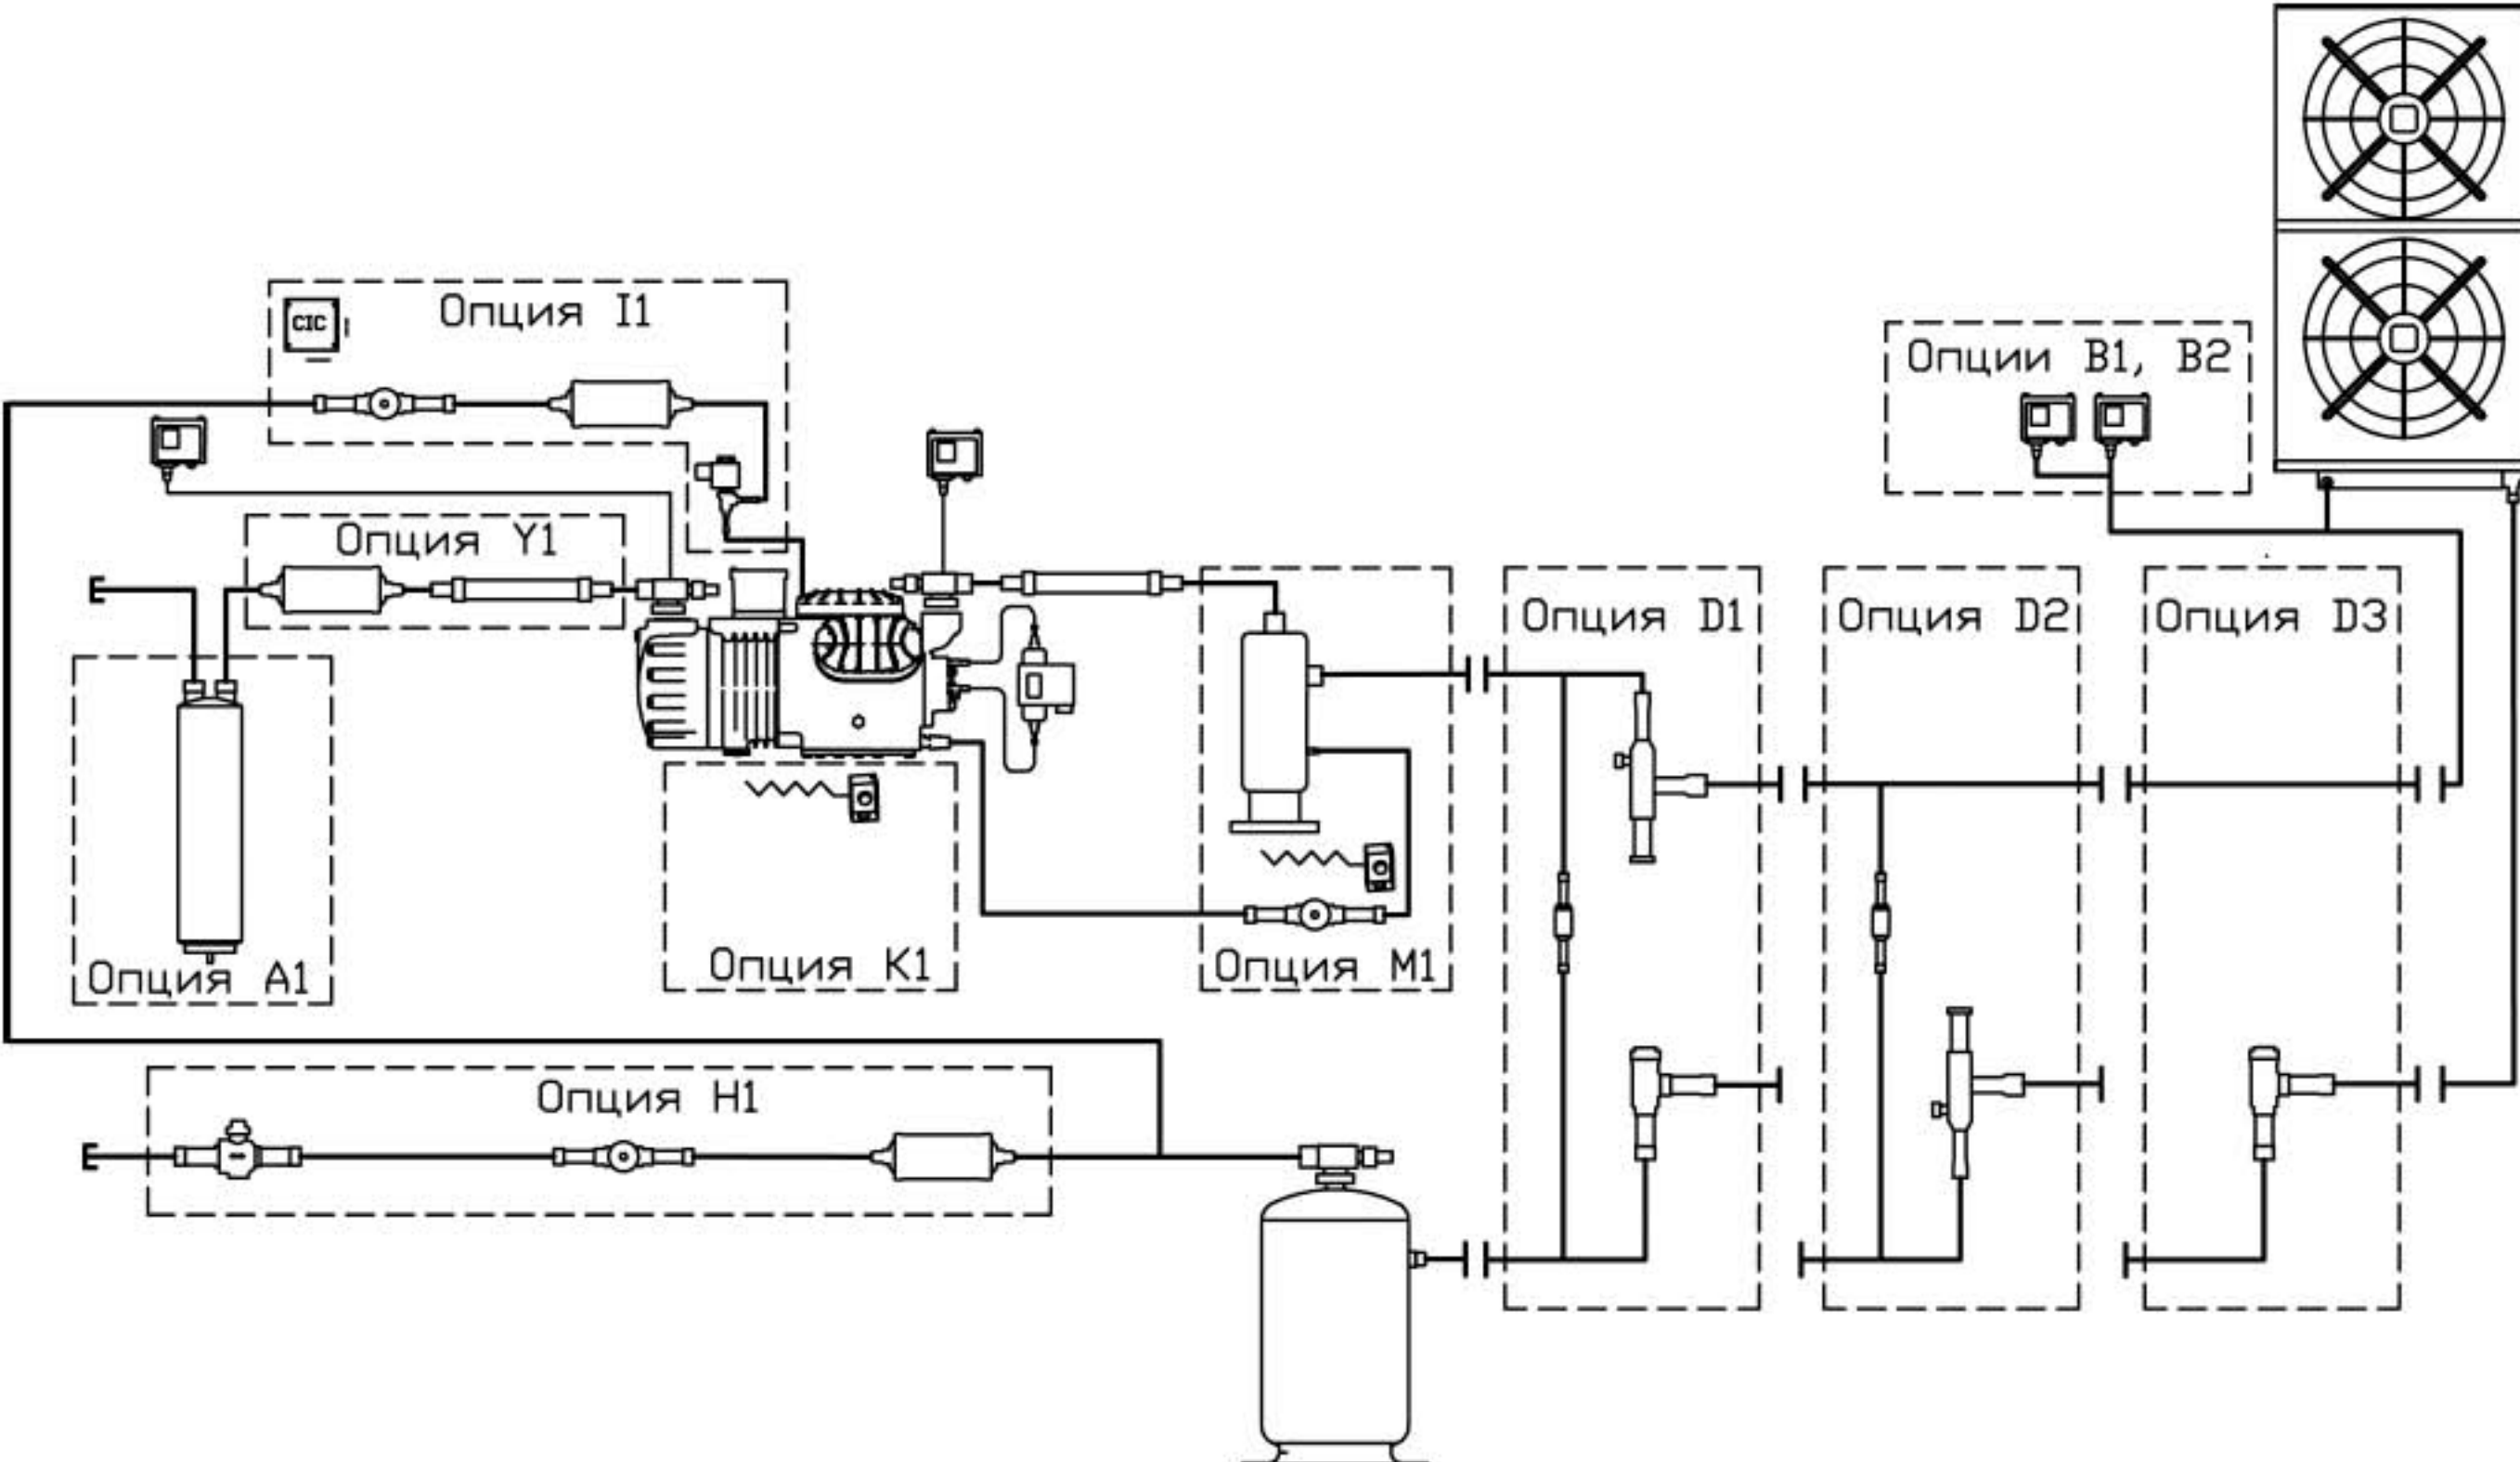 Опция I1
CIC
Опции B1, B2
Опция Y1
Опция D1
Опция D2
Опция D3
Опция A1
Опция K1
Опция M1
Опция H1